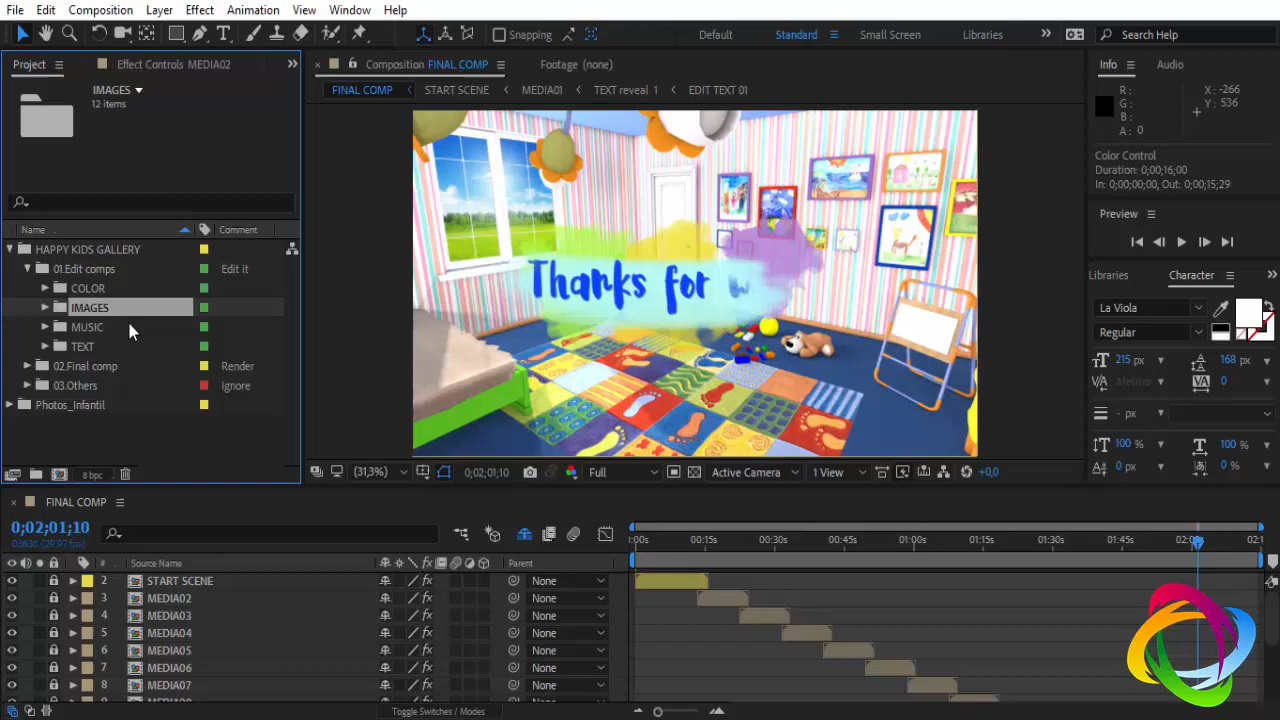 File Edit Composition Layer Effect Animation View Window Help
Snapping Default Standard Small Screen Libraries Search Help
Project Effect Controls MEDIA02 Composition FINAL COMP Footage (none) Info Audio
IMAGES
12 items
FINAL COMP START SCENE MEDIA01 TEXT reveal 1 EDIT TEXT 01
R:
G:
B:
A: 0
X: -266
Y: 536
Color Control
Duration: 0;00;16;00
In: 0;00;00;00, Out: 0;00;15;29
Preview
Name Comment
HAPPY KIDS GALLERY
01.Edit comps Edit it
COLOR
IMAGES
MUSIC
TEXT
02.Final comp Render
03.Others Ignore
Photos_Infantil
8 bpc
Thanks for w
Libraries Character
La Viola
Regular
215 px 168 px
Metrics 0
- px
100 % 100 %
0 px 0 %
(31,3%) 0;02;01;10 Full Active Camera 1 View +0,0
FINAL COMP
0;02;01;10
03636 (29.97 fps)
:00s 00:15s 00:30s 00:45s 01:00s 01:15s 01:30s 01:45s
# Source Name Parent
2 START SCENE None
3 MEDIA02 None
4 MEDIA03 None
5 MEDIA04 None
6 MEDIA05 None
7 MEDIA06 None
8 MEDIA07 None
Toggle Switches / Modes